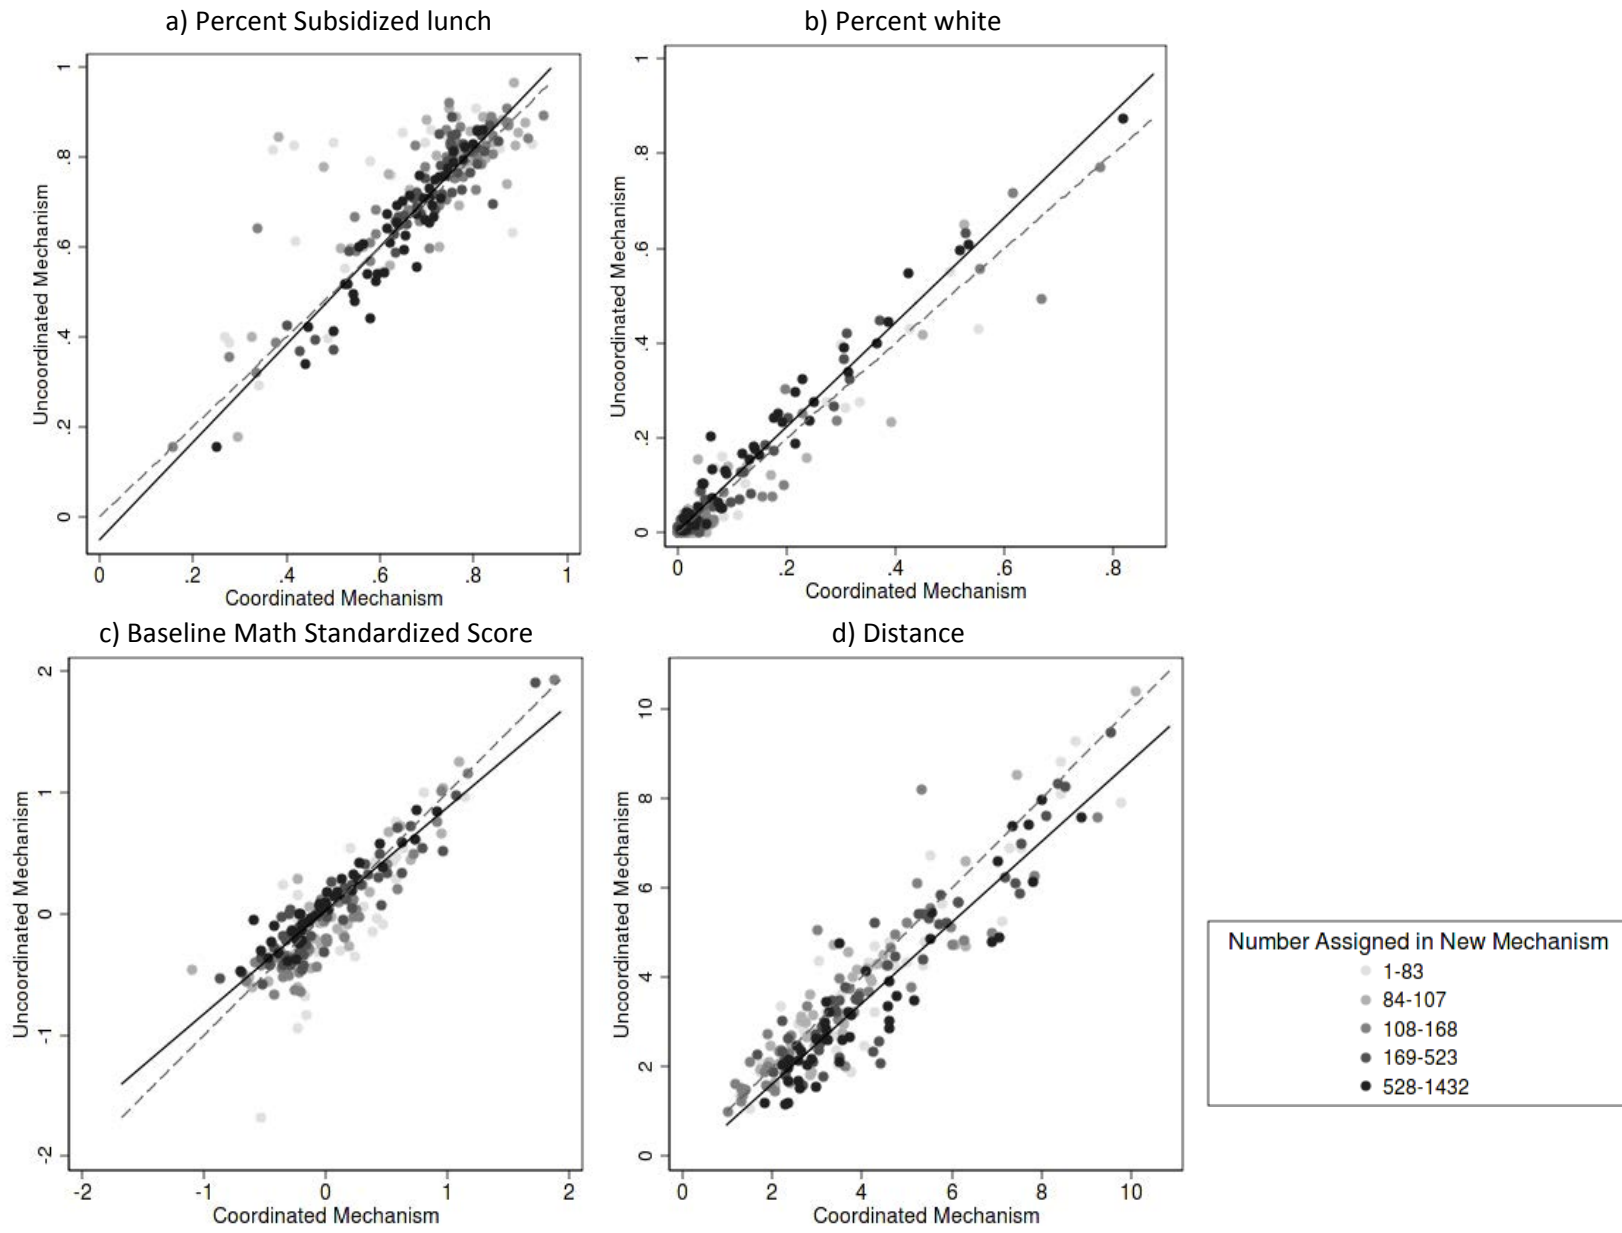 a) Percent Subsidized lunch
Uncoordinated Mechanism
1
.8
.6
.4
.2
0
0 .2 .4 .6 .8 1
Coordinated Mechanism
b) Percent white
Uncoordinated Mechanism
1
.8
.6
.4
.2
0
0 .2 .4 .6 .8
Coordinated Mechanism
c) Baseline Math Standardized Score
Uncoordinated Mechanism
2
1
0
-1
-2
-2 -1 0 1 2
Coordinated Mechanism
d) Distance
Uncoordinated Mechanism
10
8
6
4
2
0
0 2 4 6 8 10
Coordinated Mechanism
Number Assigned in New Mechanism
1-83
84-107
108-168
169-523
528-1432